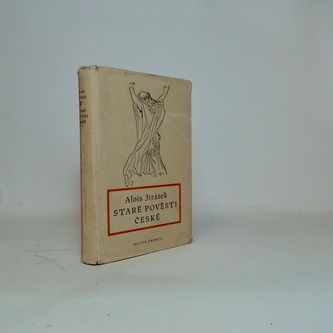 Alois Jirásek
STARÉ POVĚSTI
ČESKÉ
MLADÁ FRONTA